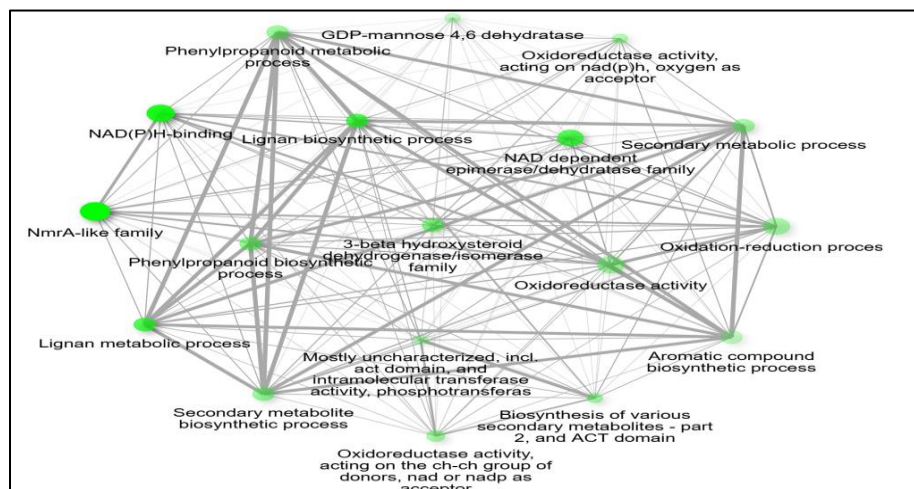 GDP-mannose 4,6 dehydratase
Phenylpropanoid metabolic
process
Oxidoreductase activity,
acting on nad(p)h, oxygen as
acceptor
NAD(P)H-binding
Lignan biosynthetic process
Secondary metabolic process
NAD dependent
epimerase/dehydratase family
NmrA-like family
3-beta hydroxysteroid
dehydrogenase/isomerase
family
Oxidation-reduction proces
Phenylpropanoid biosynthetic
process
Oxidoreductase activity
Lignan metabolic process
Mostly uncharacterized, incl.
act domain, and
Intramolecular transferase
activity, phosphotransferas
Aromatic compound
biosynthetic process
Secondary metabolite
biosynthetic process
Biosynthesis of various
secondary metabolites - part
2, and ACT domain
Oxidoreductase activity,
acting on the ch-ch group of
donors, nad or nadp as
acceptor